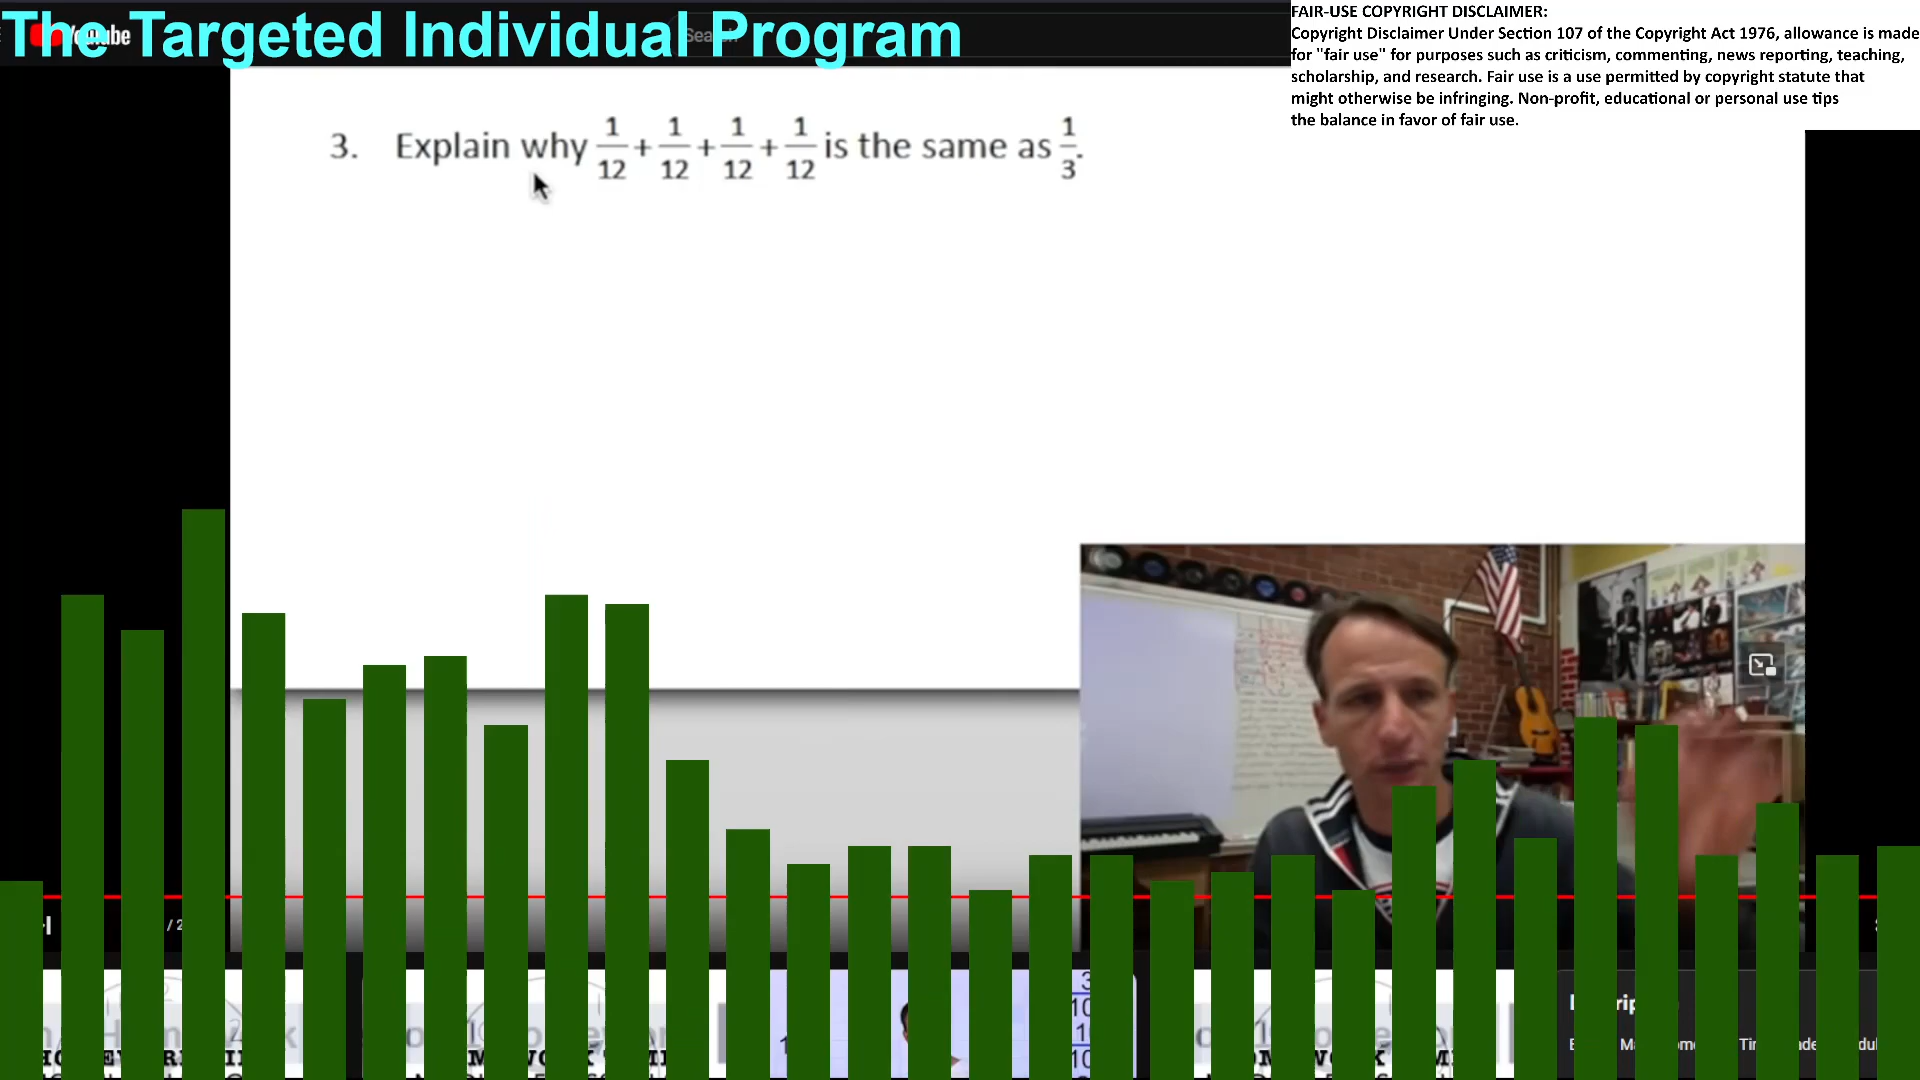 The Targeted Individual Program
FAIR-USE COPYRIGHT DISCLAIMER:
Copyright Disclaimer Under Section 107 of the Copyright Act 1976, allowance is made
for "fair use" for purposes such as criticism, commenting, news reporting, teaching,
scholarship, and research. Fair use is a use permitted by copyright statute that
might otherwise be infringing. Non-profit, educational or personal use tips
the balance in favor of fair use.
3. Explain why 1/12 + 1/12 + 1/12 + 1/12 is the same as 1/3.